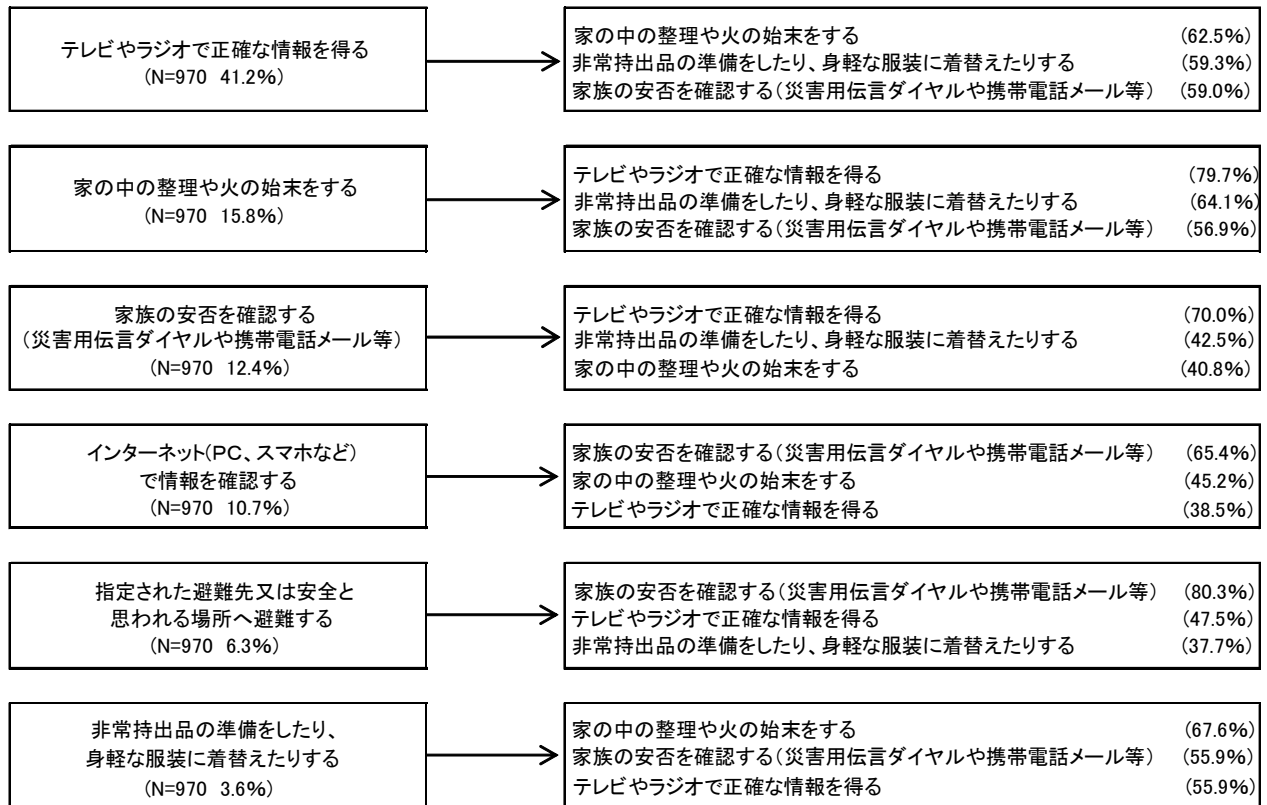 テレビやラジオで正確な情報を得る
(N=970 41.2%)
家の中の整理や火の始末をする (62.5%)
非常持出品の準備をしたり、身軽な服装に着替えたりする (59.3%)
家族の安否を確認する(災害用伝言ダイヤルや携帯電話メール等) (59.0%)
家の中の整理や火の始末をする
(N=970 15.8%)
テレビやラジオで正確な情報を得る (79.7%)
非常持出品の準備をしたり、身軽な服装に着替えたりする (64.1%)
家族の安否を確認する(災害用伝言ダイヤルや携帯電話メール等) (56.9%)
家族の安否を確認する
(災害用伝言ダイヤルや携帯電話メール等)
(N=970 12.4%)
テレビやラジオで正確な情報を得る (70.0%)
非常持出品の準備をしたり、身軽な服装に着替えたりする (42.5%)
家の中の整理や火の始末をする (40.8%)
インターネット(PC、スマホなど)
で情報を確認する
(N=970 10.7%)
家族の安否を確認する(災害用伝言ダイヤルや携帯電話メール等) (65.4%)
家の中の整理や火の始末をする (45.2%)
テレビやラジオで正確な情報を得る (38.5%)
指定された避難先又は安全と
思われる場所へ避難する
(N=970 6.3%)
家族の安否を確認する(災害用伝言ダイヤルや携帯電話メール等) (80.3%)
テレビやラジオで正確な情報を得る (47.5%)
非常持出品の準備をしたり、身軽な服装に着替えたりする (37.7%)
非常持出品の準備をしたり、
身軽な服装に着替えたりする
(N=970 3.6%)
家の中の整理や火の始末をする (67.6%)
家族の安否を確認する(災害用伝言ダイヤルや携帯電話メール等) (55.9%)
テレビやラジオで正確な情報を得る (55.9%)